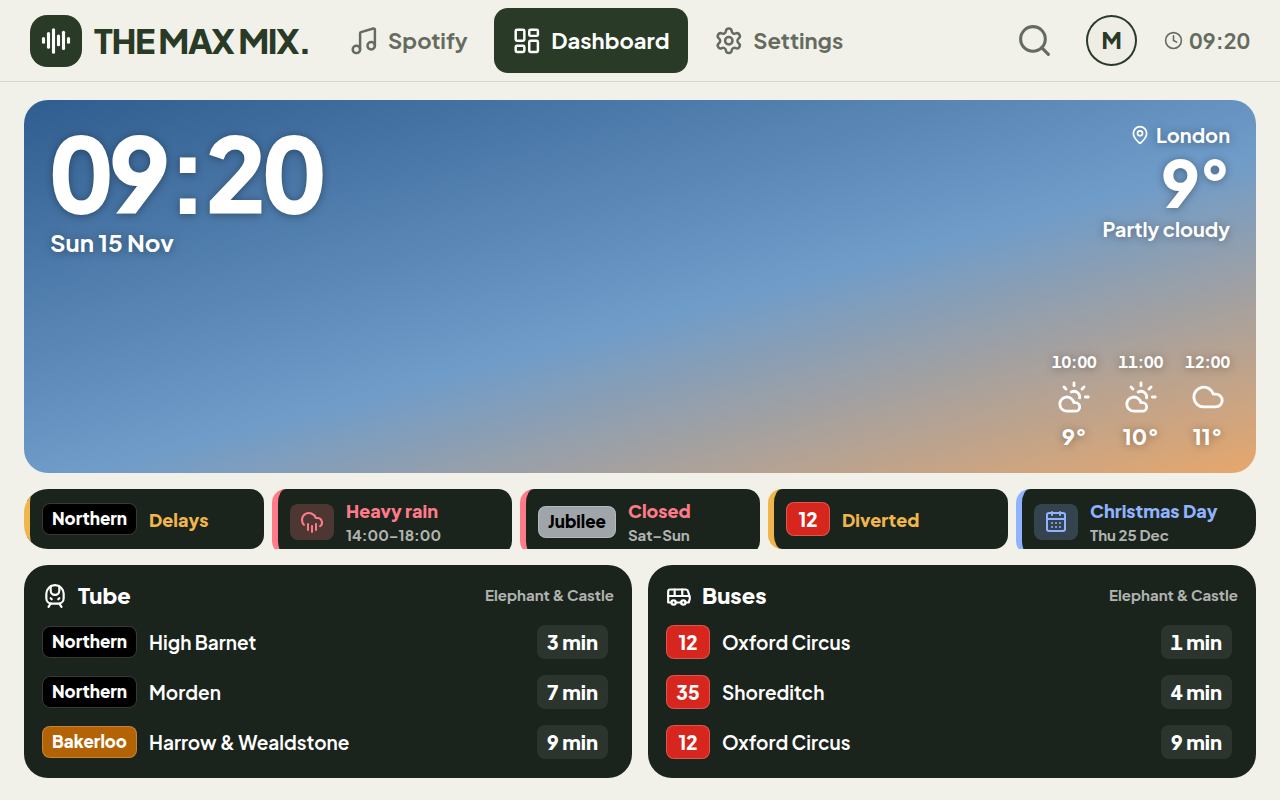 THE MAX MIX.
Spotify
Dashboard
Settings
M
09:20
09:20
Sun 15 Nov
London
9°
Partly cloudy
10:00 11:00 12:00
9° 10° 11°
Northern Delays
Heavy rain
14:00–18:00
Jubilee Closed
Sat–Sun
12 Diverted
Christmas Day
Thu 25 Dec
Tube Elephant & Castle
Northern High Barnet 3 min
Northern Morden 7 min
Bakerloo Harrow & Wealdstone 9 min
Buses Elephant & Castle
12 Oxford Circus 1 min
35 Shoreditch 4 min
12 Oxford Circus 9 min